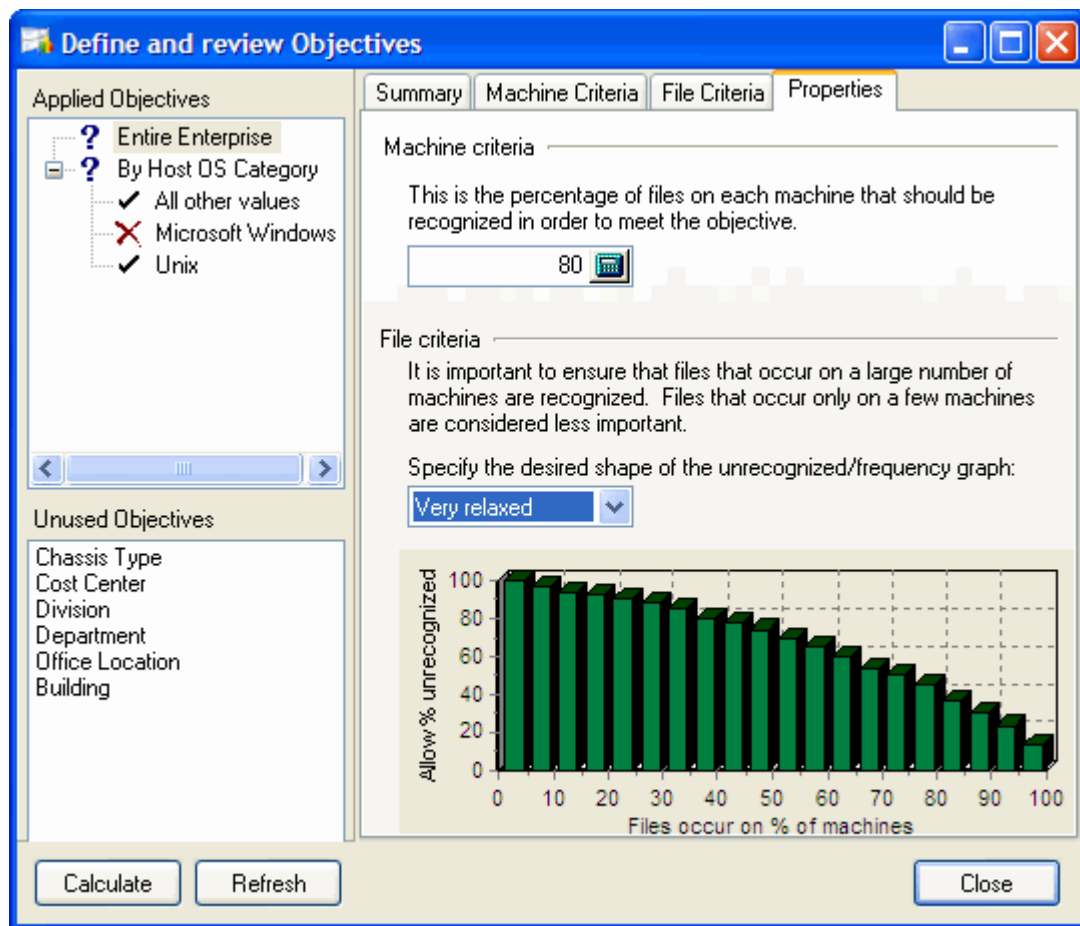 Define and review Objectives
Applied Objectives
? Entire Enterprise
? By Host OS Category
All other values
Microsoft Windows
Unix
Unused Objectives
Chassis Type
Cost Center
Division
Department
Office Location
Building
Summary
Machine Criteria
File Criteria
Properties
Machine criteria
This is the percentage of files on each machine that should be
recognized in order to meet the objective.
80
File criteria
It is important to ensure that files that occur on a large number of
machines are recognized.  Files that occur only on a few machines
are considered less important.
Specify the desired shape of the unrecognized/frequency graph:
Very relaxed
Allow % unrecognized
100
80
60
40
20
0
0 10 20 30 40 50 60 70 80 90 100
Files occur on % of machines
Calculate
Refresh
Close